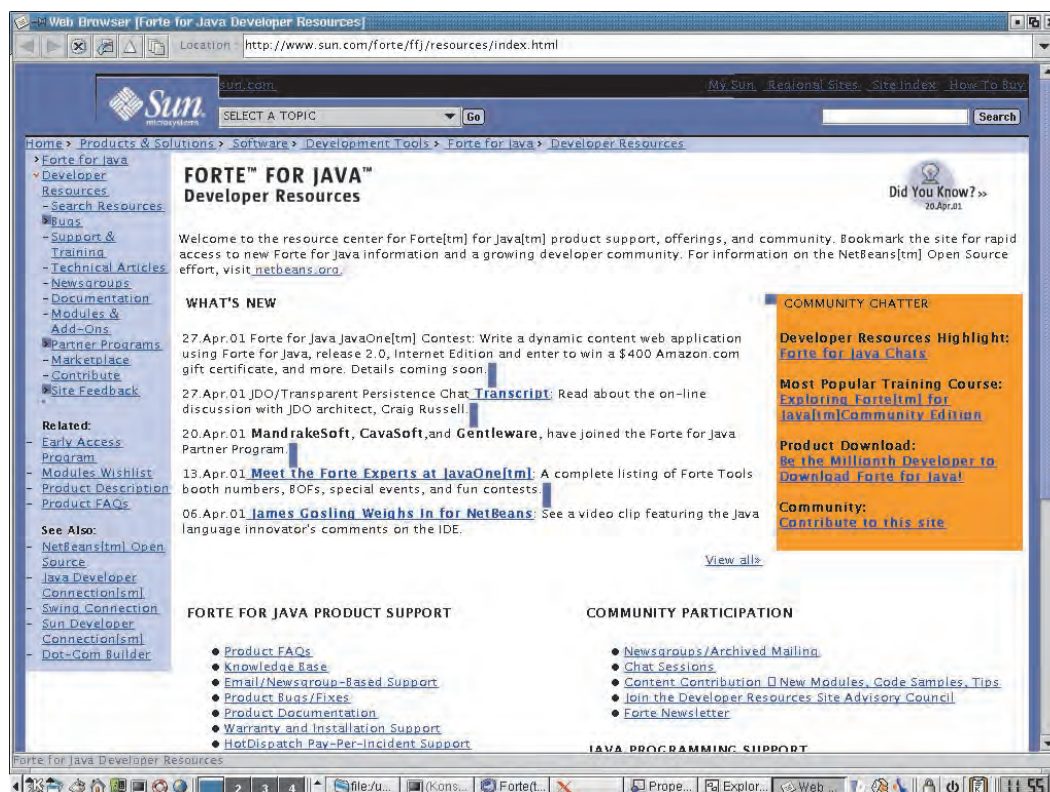 Web Browser [Forte for Java Developer Resources]
Location http://www.sun.com/forte/ffj/resources/index.html
sun.com
My Sun Regional Sites Site Index How To Buy
Sun
microsystems
SELECT A TOPIC
Go
Search
Home > Products & Solutions > Software > Development Tools > Forte for Java > Developer Resources
Forte for Java
Developer
Resources
- Search Resources
Bugs
- Support &
Training
- Technical Articles
- Newsgroups
- Documentation
- Modules &
Add-Ons
Partner Programs
- Marketplace
- Contribute
Site Feedback
Related:
- Early Access
Program
- Modules Wishlist
- Product Description
- Product FAQs
See Also:
- NetBeans[tm] Open
Source
- Java Developer
Connection[sm]
- Swing Connection
- Sun Developer
Connection[sm]
- Dot-Com Builder
FORTE™ FOR JAVA™
Developer Resources
Did You Know? »
20.Apr.01
Welcome to the resource center for Forte[tm] for Java[tm] product support, offerings, and community. Bookmark the site for rapid
access to new Forte for Java information and a growing developer community. For information on the NetBeans[tm] Open Source
effort, visit netbeans.org.
WHAT'S NEW
27.Apr.01 Forte for Java JavaOne[tm] Contest: Write a dynamic content web application
using Forte for Java, release 2.0, Internet Edition and enter to win a $400 Amazon.com
gift certificate, and more. Details coming soon.
27.Apr.01 JDO/Transparent Persistence Chat Transcript: Read about the on-line
discussion with JDO architect, Craig Russell.
20.Apr.01 MandrakeSoft, CavaSoft,and Gentleware, have joined the Forte for Java
Partner Program.
13.Apr.01 Meet the Forte Experts at JavaOne[tm]: A complete listing of Forte Tools
booth numbers, BOFs, special events, and fun contests.
06.Apr.01 James Gosling Weighs In for NetBeans: See a video clip featuring the Java
language innovator's comments on the IDE.
View all»
COMMUNITY CHATTER
Developer Resources Highlight:
Forte for Java Chats
Most Popular Training Course:
Exploring Forte[tm] for
Java[tm]Community Edition
Product Download:
Be the Millionth Developer to
Download Forte for Java!
Community:
Contribute to this site
FORTE FOR JAVA PRODUCT SUPPORT
Product FAQs
Knowledge Base
Email/Newsgroup-Based Support
Product Bugs/Fixes
Product Documentation
Warranty and Installation Support
HotDispatch Pay-Per-Incident Support
COMMUNITY PARTICIPATION
Newsgroups/Archived Mailing
Chat Sessions
Content Contribution New Modules, Code Samples, Tips
Join the Developer Resources Site Advisory Council
Forte Newsletter
JAVA PROGRAMMING SUPPORT
Forte for Java Developer Resources
2 3 4 file:/u... (Kons... Forte(t... Prope... Explor... Web ... 11 55